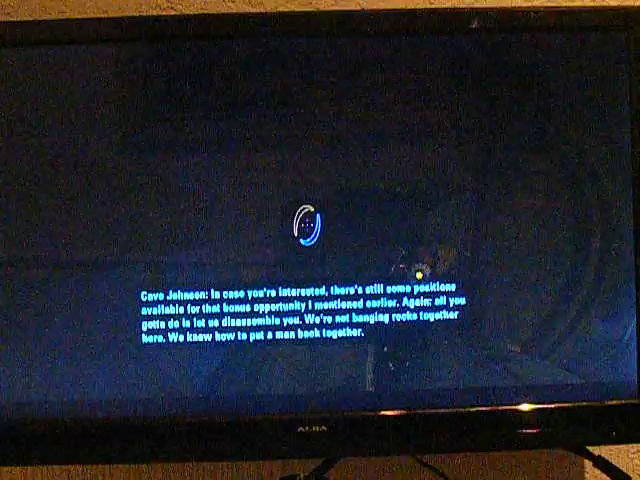 Cave Johnson: In case you're interested, there's still some positions
available for that bonus opportunity I mentioned earlier. Again: all you
gotta do is let us disassemble you. We're not banging rocks together
here. We know how to put a man back together.